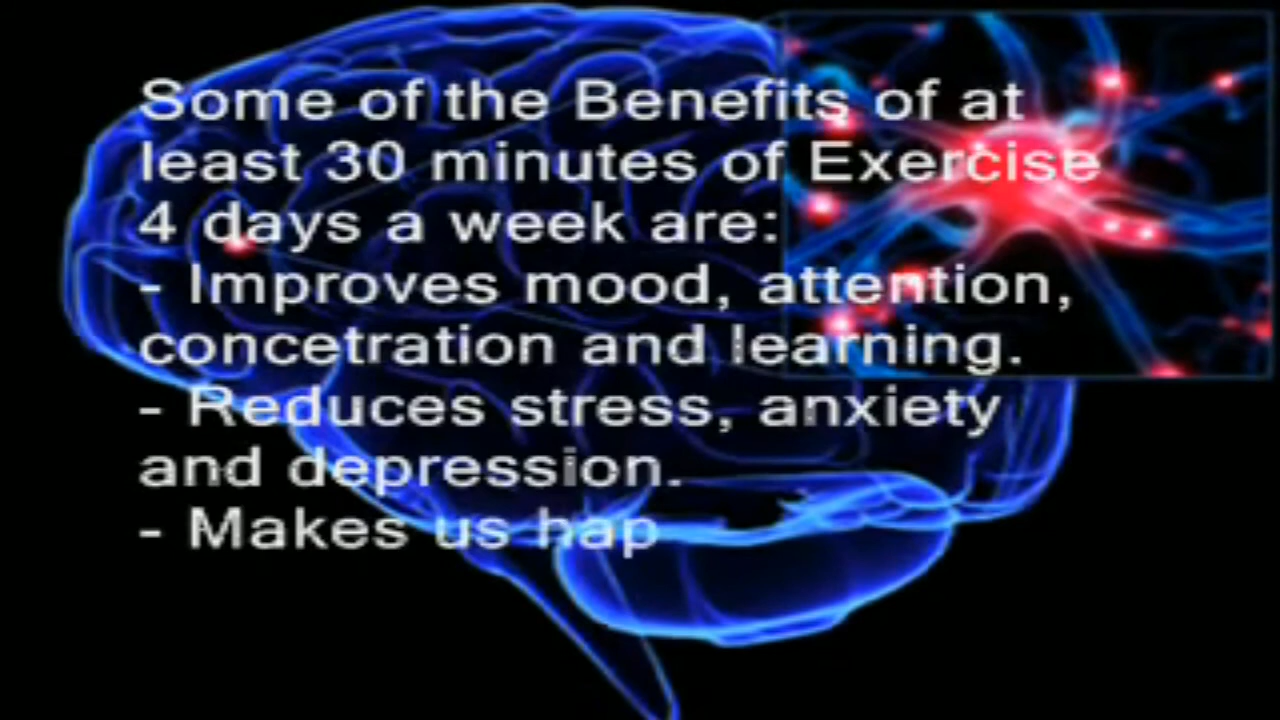 Some of the Benefits of at
least 30 minutes of Exercise
4 days a week are:
- Improves mood, attention,
concetration and learning.
- Reduces stress, anxiety
and depression.
- Makes us hap